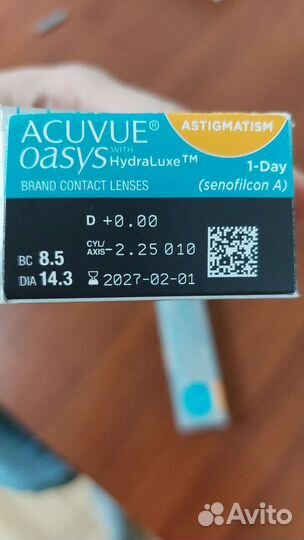 ACUVUE® ASTIGMATISM
oasys WITH HydraLuxe™ 1-Day
BRAND CONTACT LENSES (senofilcon A)
D +0.00
CYL/AXIS -2.25 010
BC 8.5
DIA 14.3 2027-02-01
Avito